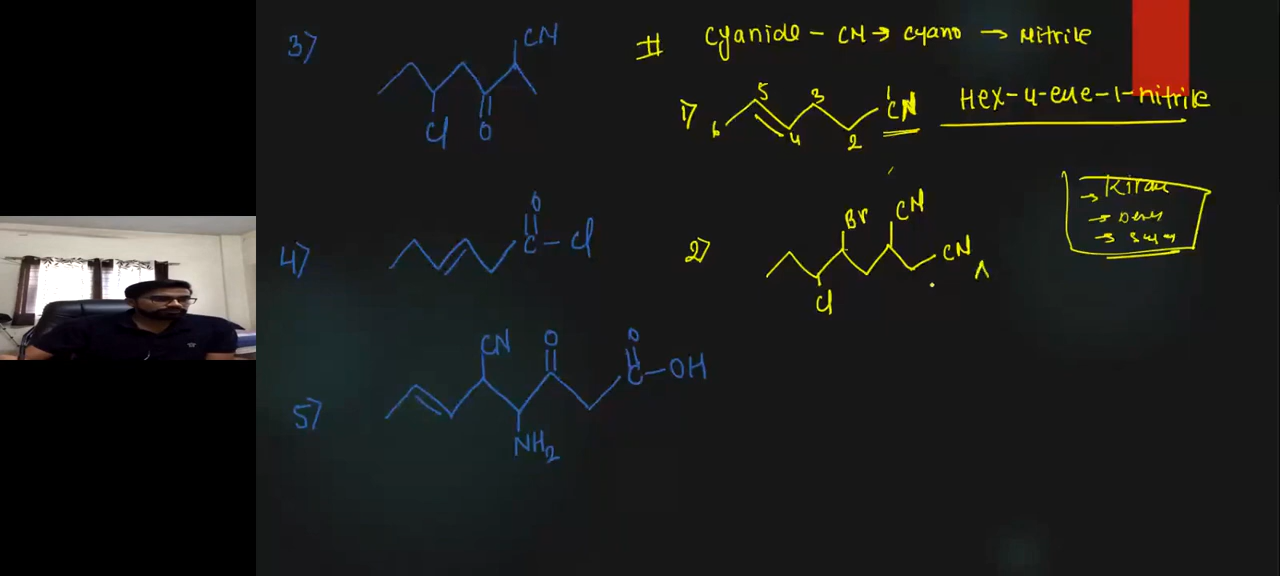 3)
CN
Cl
O
4)
O
C - Cl
5)
CN
O
O
C - OH
NH2
# Cyanide - CN → cyano → Nitrile
1)
6 5 4 3 2 1
CN
Hex-4-ene-1-nitrile
2)
Br
CN
CN
Cl